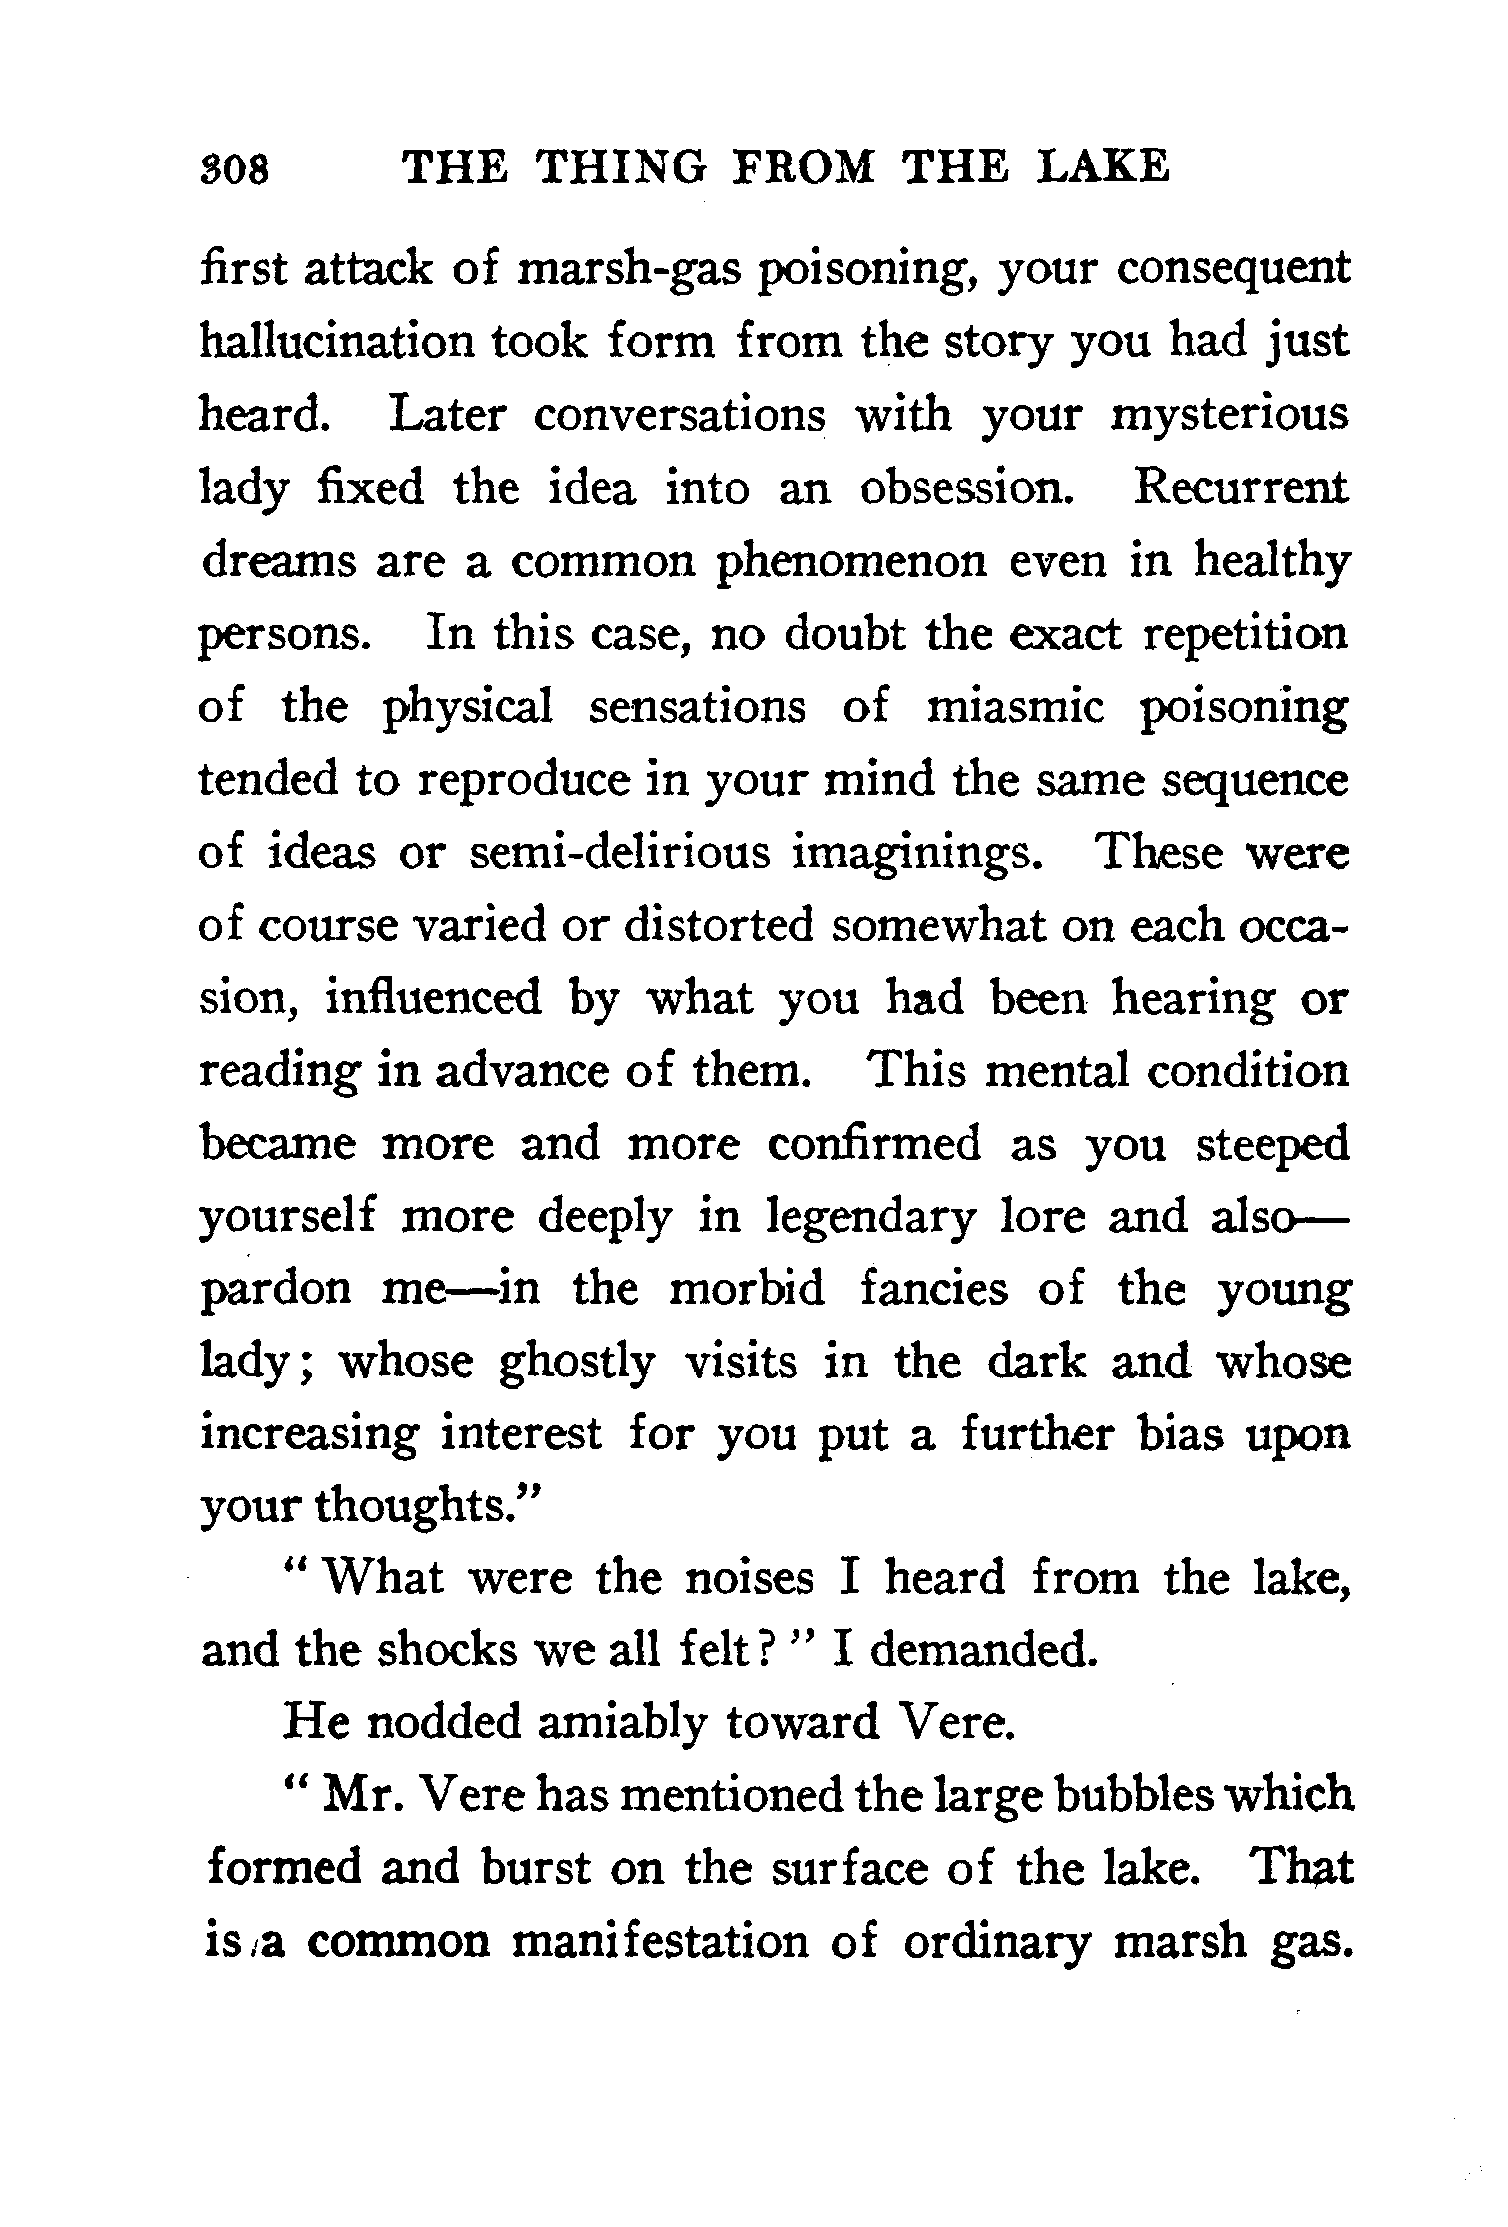 308 THE THING FROM THE LAKE
first attack of marsh-gas poisoning, your consequent
hallucination took form from the story you had just
heard. Later conversations with your mysterious
lady fixed the idea into an obsession. Recurrent
dreams are a common phenomenon even in healthy
persons. In this case, no doubt the exact repetition
of the physical sensations of miasmic poisoning
tended to reproduce in your mind the same sequence
of ideas or semi-delirious imaginings. These were
of course varied or distorted somewhat on each occa-
sion, influenced by what you had been hearing or
reading in advance of them. This mental condition
became more and more confirmed as you steeped
yourself more deeply in legendary lore and also—
pardon me—in the morbid fancies of the young
lady; whose ghostly visits in the dark and whose
increasing interest for you put a further bias upon
your thoughts."
"What were the noises I heard from the lake,
and the shocks we all felt?" I demanded.
He nodded amiably toward Vere.
"Mr. Vere has mentioned the large bubbles which
formed and burst on the surface of the lake. That
is a common manifestation of ordinary marsh gas.